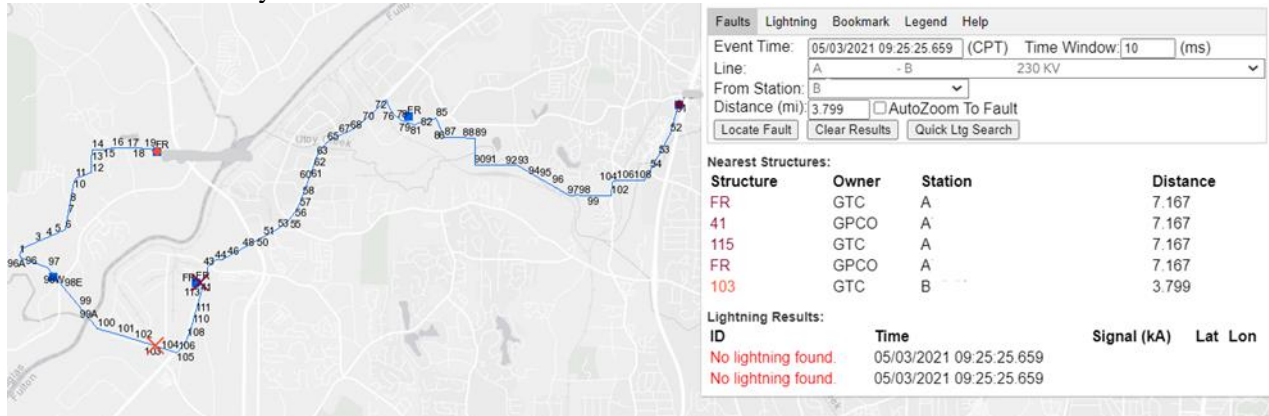 Faults Lightning Bookmark Legend Help
Event Time: 05/03/2021 09:25:25.659 (CPT) Time Window: 10 (ms)
Line: A - B 230 KV
From Station: B
Distance (mi): 3.799 AutoZoom To Fault
Locate Fault Clear Results Quick Ltg Search
Nearest Structures:
Structure Owner Station Distance
FR GTC A 7.167
41 GPCO A 7.167
115 GTC A 7.167
FR GPCO A 7.167
103 GTC B 3.799
Lightning Results:
ID Time Signal (kA) Lat Lon
No lightning found. 05/03/2021 09:25:25.659
No lightning found. 05/03/2021 09:25:25.659
72 FR 85
70 76 79 82
67 68 79 81 86 87 88 89
65
14 16 17 19 FR
13 15 18
12
11
10
8
7
6
3 4 5
1
96A 96 97
98E
99
99A
100 101 102
103 104 106
105
108
110
111
113 41
FR FR
43 44 46
48 50
51 53 55
56
57
58
60 61
62
63
90 91 92 93
94 95 96
97 98
99
102
104 106 108
54
53
52
Utoy Creek
Fulton